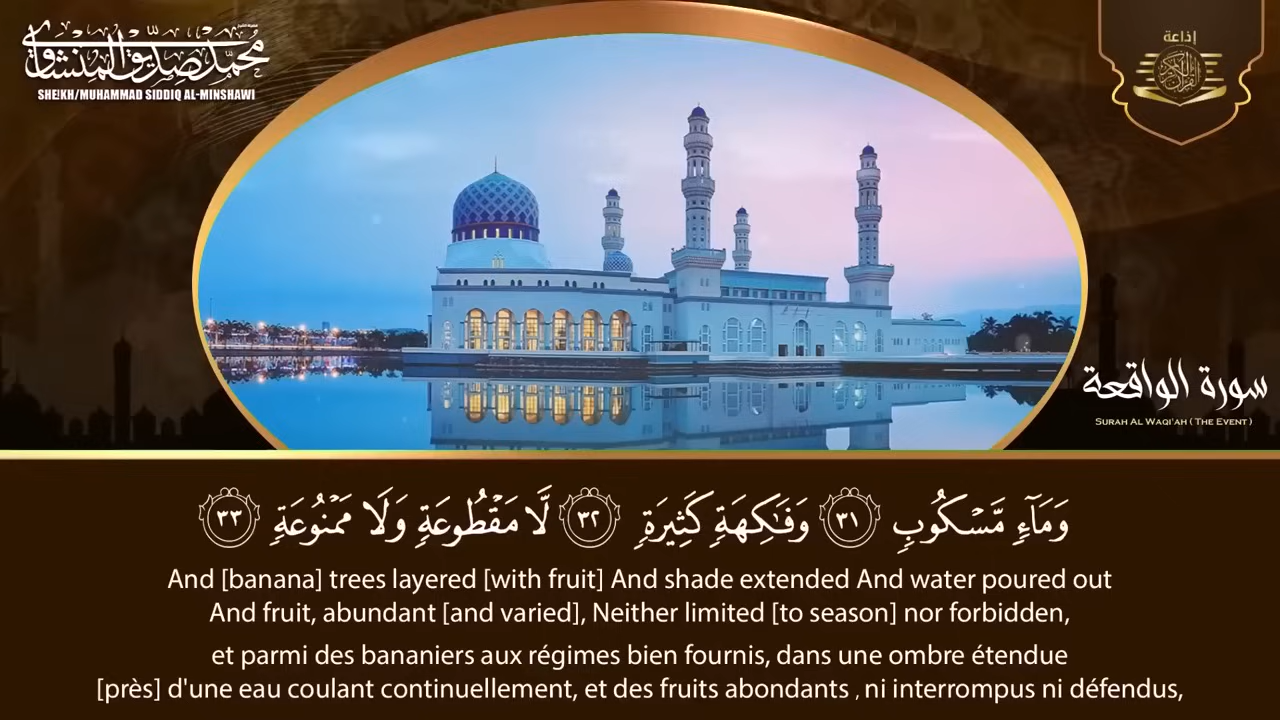 محمد صديق المنشاوي
SHEIKH/MUHAMMAD SIDDIQ AL-MINSHAWI
إذاعة
القرآن الكريم
سورة الواقعة
SURAH AL WAQI'AH ( THE EVENT )
وَمَآءٍ مَّسْكُوبٍ ٣١ وَفَٰكِهَةٍ كَثِيرَةٍ ٣٢ لَّا مَقْطُوعَةٍ وَلَا مَمْنُوعَةٍ ٣٣
And [banana] trees layered [with fruit] And shade extended And water poured out
And fruit, abundant [and varied], Neither limited [to season] nor forbidden,
et parmi des bananiers aux régimes bien fournis, dans une ombre étendue
[près] d'une eau coulant continuellement, et des fruits abondants , ni interrompus ni défendus,